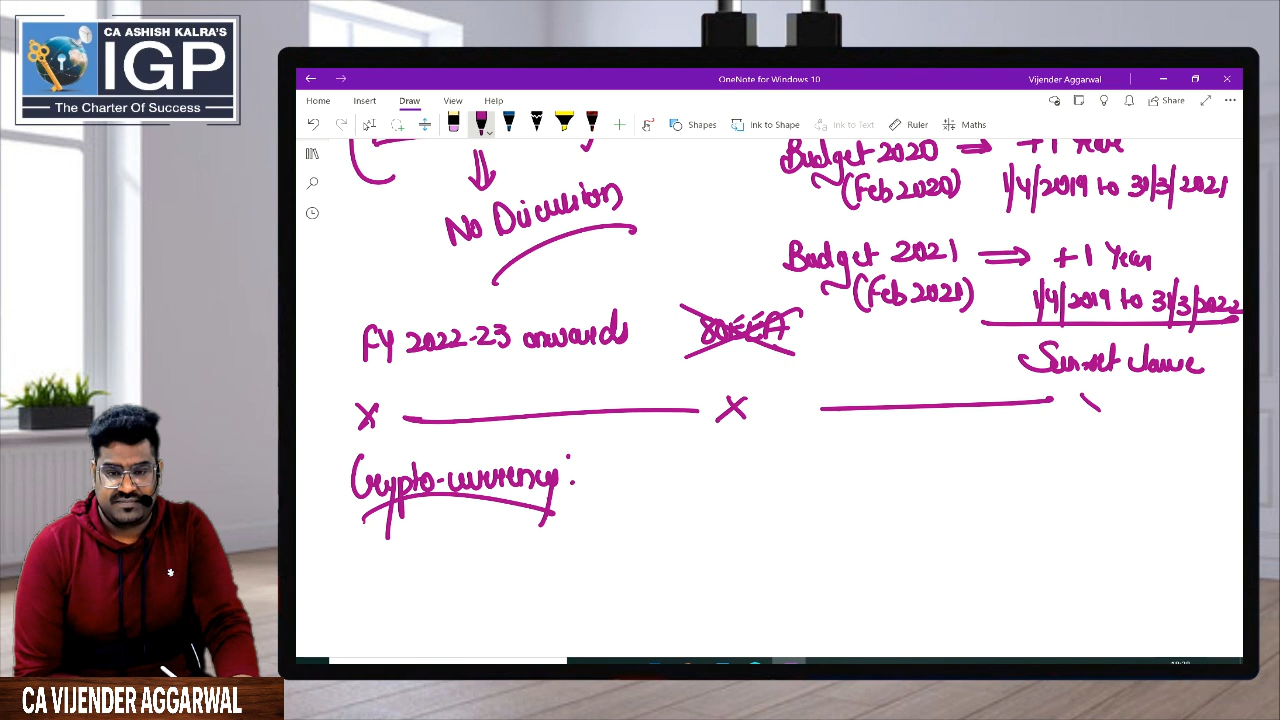 CA ASHISH KALRA'S
IGP
The Charter Of Success
OneNote for Windows 10
Vijender Aggarwal
Home
Insert
Draw
View
Help
Share
Shapes
Ink to Shape
Ink to Text
Ruler
Maths
No Discussion
Budget 2020 ⇒ +1 Year
(Feb 2020) 1/4/2019 to 31/3/2021
Budget 2021 ⇒ +1 Year
(Feb 2021) 1/4/2019 to 31/3/2022
FY 2022-23 onwards 80EEA
Sunset clause
X X
Crypto-currency:
CA VIJENDER AGGARWAL